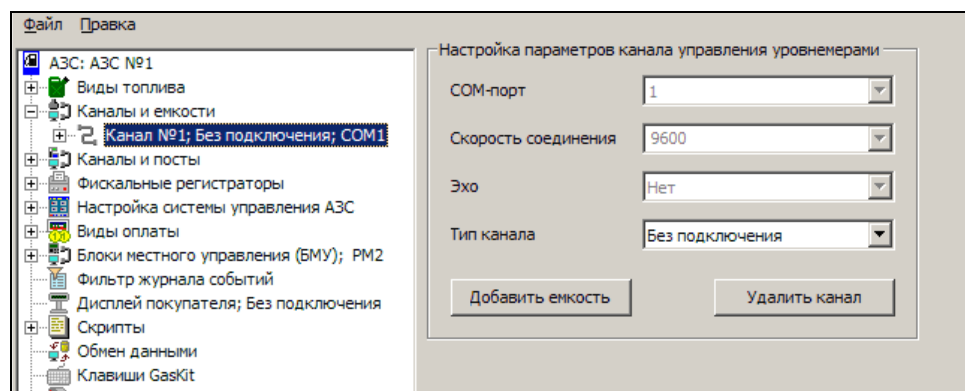 Файл Правка
АЗС: АЗС №1
Виды топлива
Каналы и емкости
Канал №1; Без подключения; COM1
Каналы и посты
Фискальные регистраторы
Настройка системы управления АЗС
Виды оплаты
Блоки местного управления (БМУ); РМ2
Фильтр журнала событий
Дисплей покупателя; Без подключения
Скрипты
Обмен данными
Клавиши GasKit
Настройка параметров канала управления уровнемерами
COM-порт 1
Скорость соединения 9600
Эхо Нет
Тип канала Без подключения
Добавить емкость Удалить канал